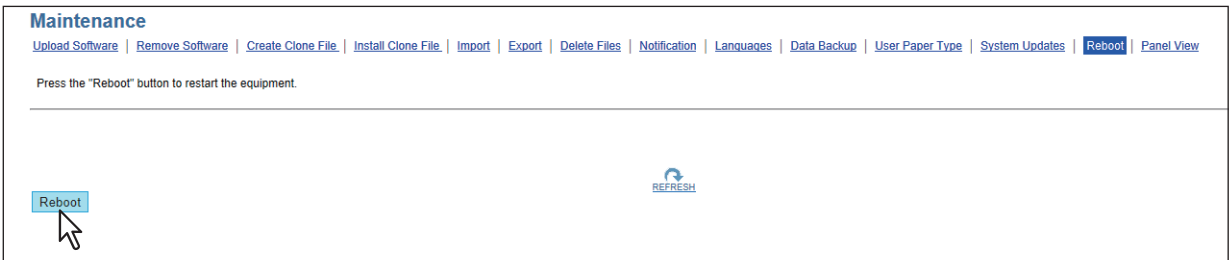 Maintenance
Upload Software | Remove Software | Create Clone File | Install Clone File | Import | Export | Delete Files | Notification | Languages | Data Backup | User Paper Type | System Updates | Reboot | Panel View
Press the "Reboot" button to restart the equipment.
REFRESH
Reboot